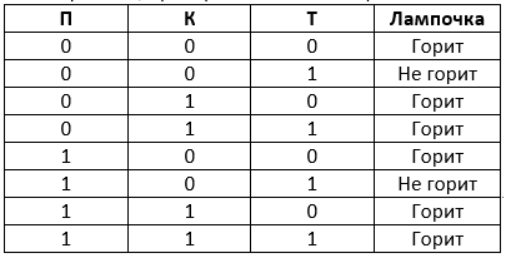 П К Т Лампочка
0 0 0 Горит
0 0 1 Не горит
0 1 0 Горит
0 1 1 Горит
1 0 0 Горит
1 0 1 Не горит
1 1 0 Горит
1 1 1 Горит